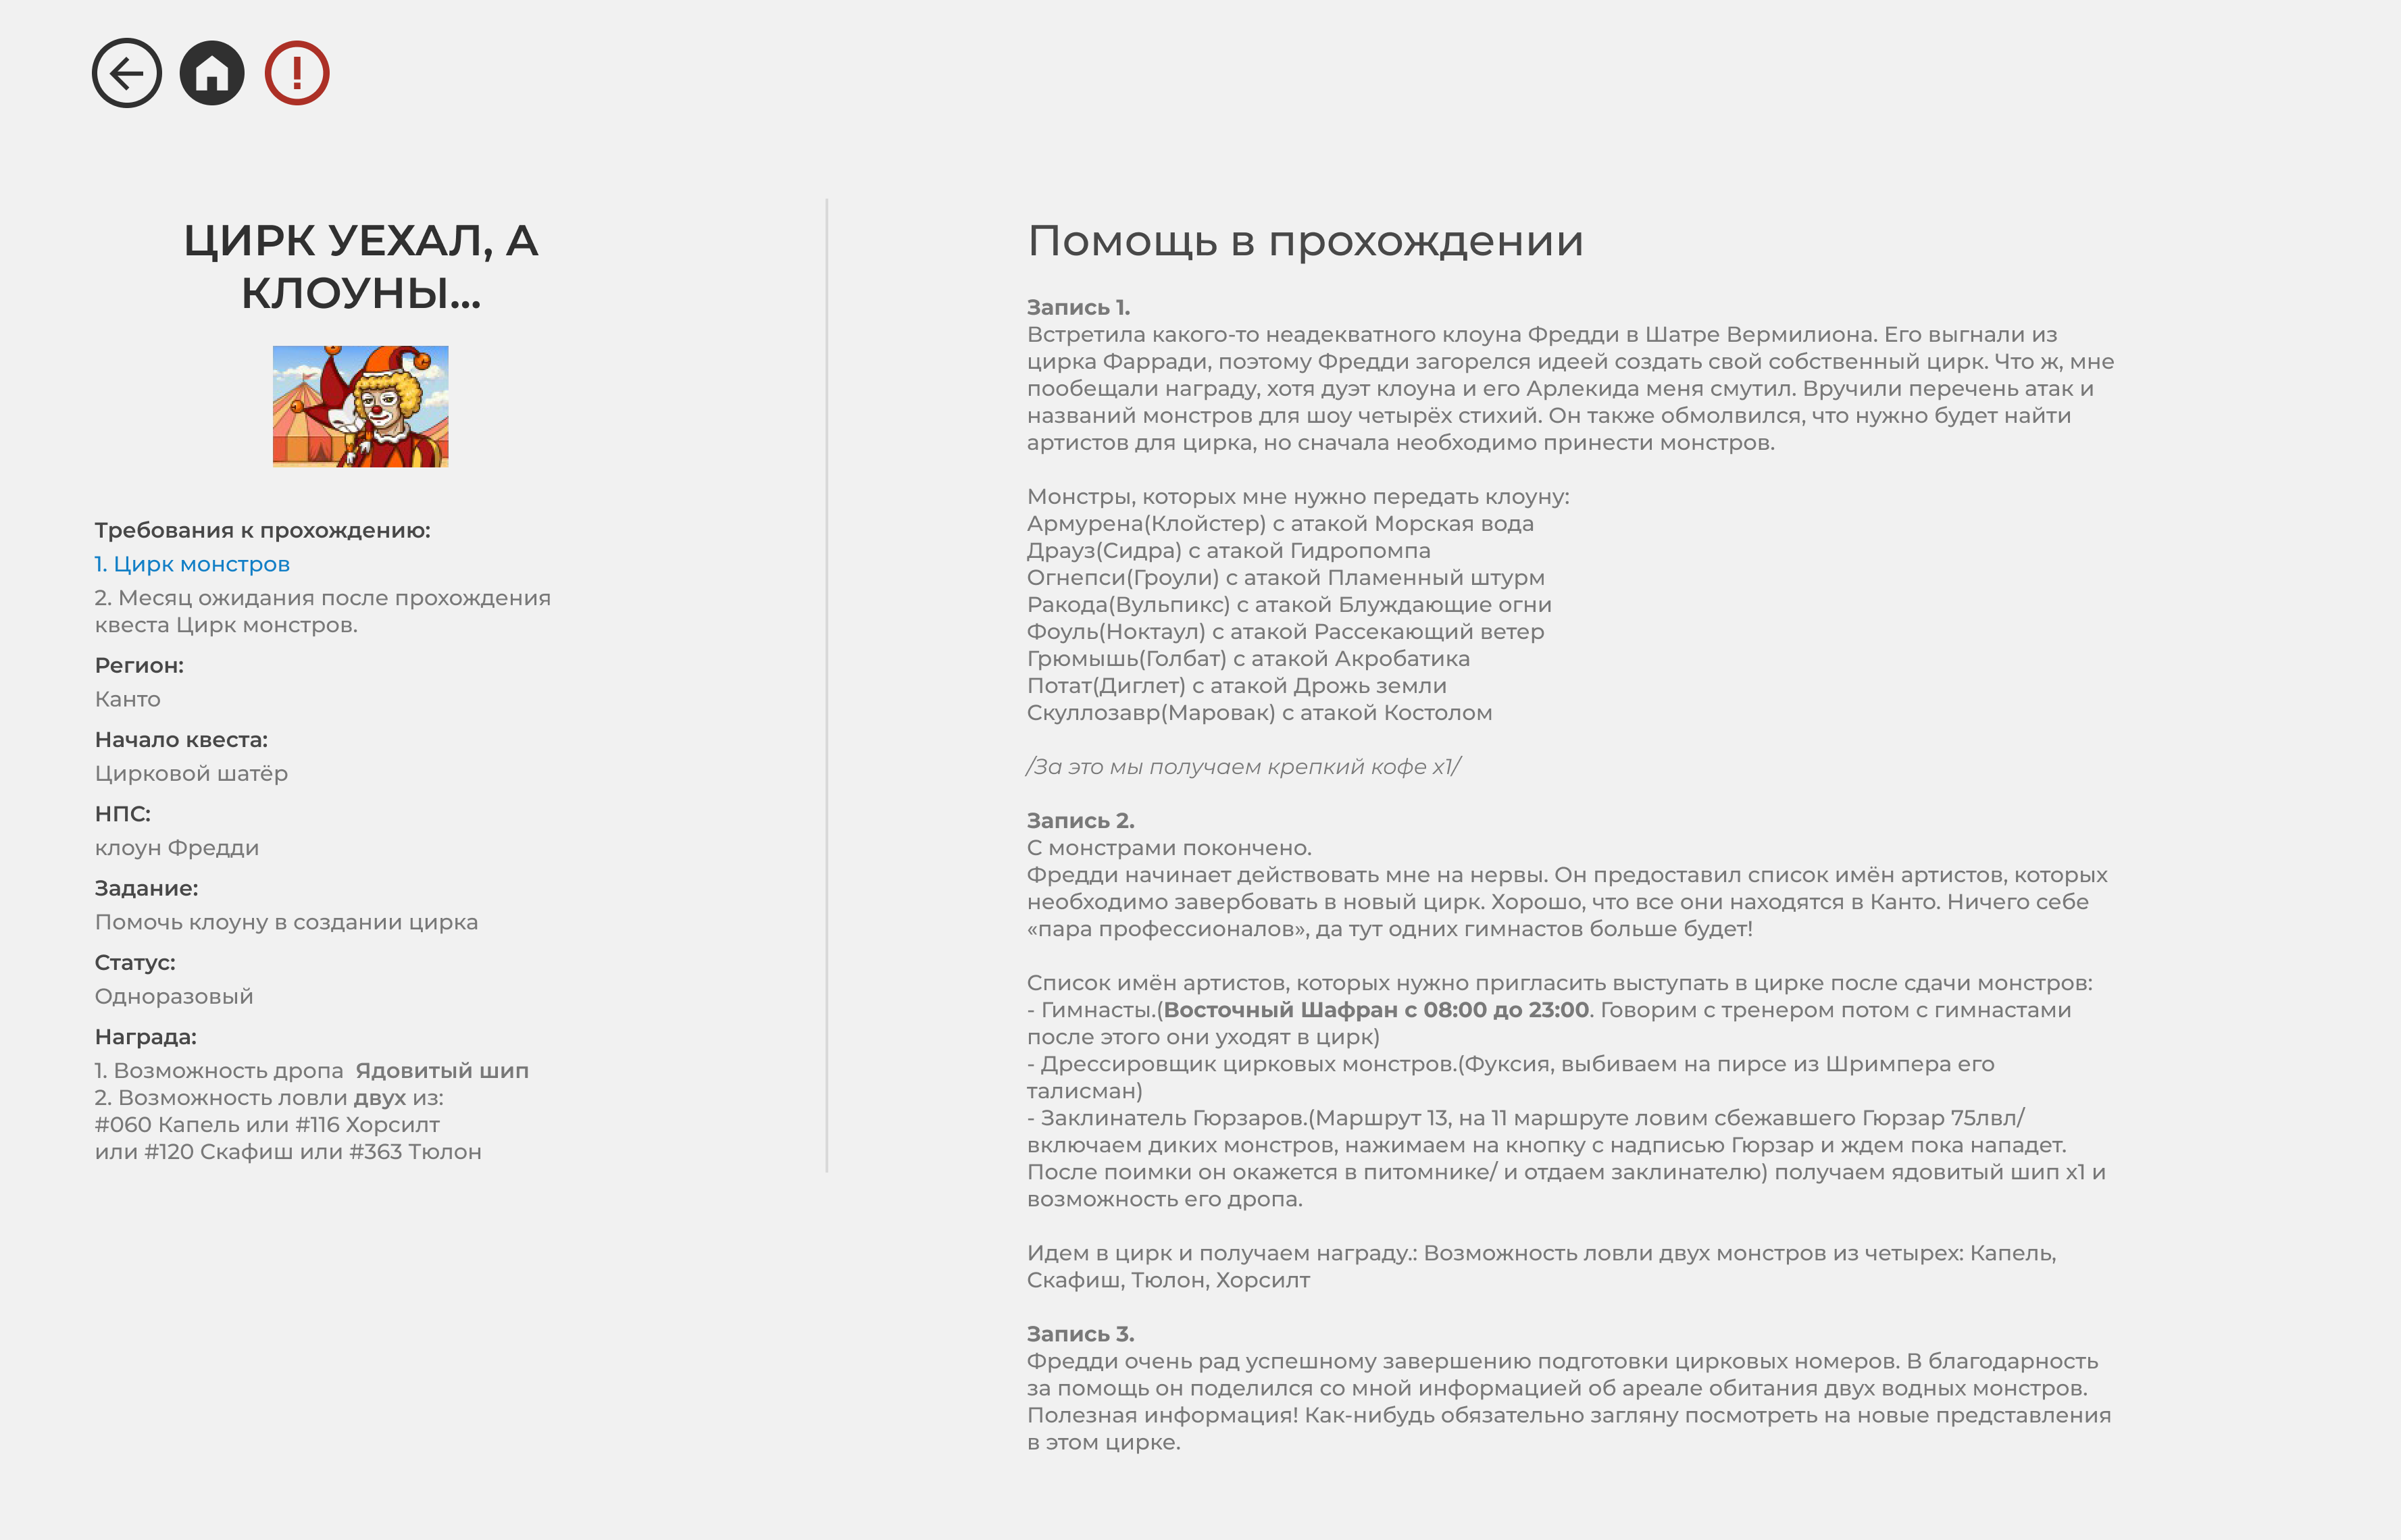 ЦИРК УЕХАЛ, А
КЛОУНЫ...
Требования к прохождению:
1. Цирк монстров
2. Месяц ожидания после прохождения
квеста Цирк монстров.
Регион:
Канто
Начало квеста:
Цирковой шатёр
НПС:
клоун Фредди
Задание:
Помочь клоуну в создании цирка
Статус:
Одноразовый
Награда:
1. Возможность дропа  Ядовитый шип
2. Возможность ловли двух из:
#060 Капель или #116 Хорсилт
или #120 Скафиш или #363 Тюлон
Помощь в прохождении
Запись 1.
Встретила какого-то неадекватного клоуна Фредди в Шатре Вермилиона. Его выгнали из
цирка Фарради, поэтому Фредди загорелся идеей создать свой собственный цирк. Что ж, мне
пообещали награду, хотя дуэт клоуна и его Арлекида меня смутил. Вручили перечень атак и
названий монстров для шоу четырёх стихий. Он также обмолвился, что нужно будет найти
артистов для цирка, но сначала необходимо принести монстров.
Монстры, которых мне нужно передать клоуну:
Армурена(Клойстер) с атакой Морская вода
Драуз(Сидра) с атакой Гидропомпа
Огнепси(Гроули) с атакой Пламенный штурм
Ракода(Вульпикс) с атакой Блуждающие огни
Фоуль(Ноктаул) с атакой Рассекающий ветер
Грюмышь(Голбат) с атакой Акробатика
Потат(Диглет) с атакой Дрожь земли
Скуллозавр(Маровак) с атакой Костолом
/За это мы получаем крепкий кофе х1/
Запись 2.
С монстрами покончено.
Фредди начинает действовать мне на нервы. Он предоставил список имён артистов, которых
необходимо завербовать в новый цирк. Хорошо, что все они находятся в Канто. Ничего себе
«пара профессионалов», да тут одних гимнастов больше будет!
Список имён артистов, которых нужно пригласить выступать в цирке после сдачи монстров:
- Гимнасты.(Восточный Шафран с 08:00 до 23:00. Говорим с тренером потом с гимнастами
после этого они уходят в цирк)
- Дрессировщик цирковых монстров.(Фуксия, выбиваем на пирсе из Шримпера его
талисман)
- Заклинатель Гюрзаров.(Маршрут 13, на 11 маршруте ловим сбежавшего Гюрзар 75лвл/
включаем диких монстров, нажимаем на кнопку с надписью Гюрзар и ждем пока нападет.
После поимки он окажется в питомнике/ и отдаем заклинателю) получаем ядовитый шип х1 и
возможность его дропа.
Идем в цирк и получаем награду.: Возможность ловли двух монстров из четырех: Капель,
Скафиш, Тюлон, Хорсилт
Запись 3.
Фредди очень рад успешному завершению подготовки цирковых номеров. В благодарность
за помощь он поделился со мной информацией об ареале обитания двух водных монстров.
Полезная информация! Как-нибудь обязательно загляну посмотреть на новые представления
в этом цирке.